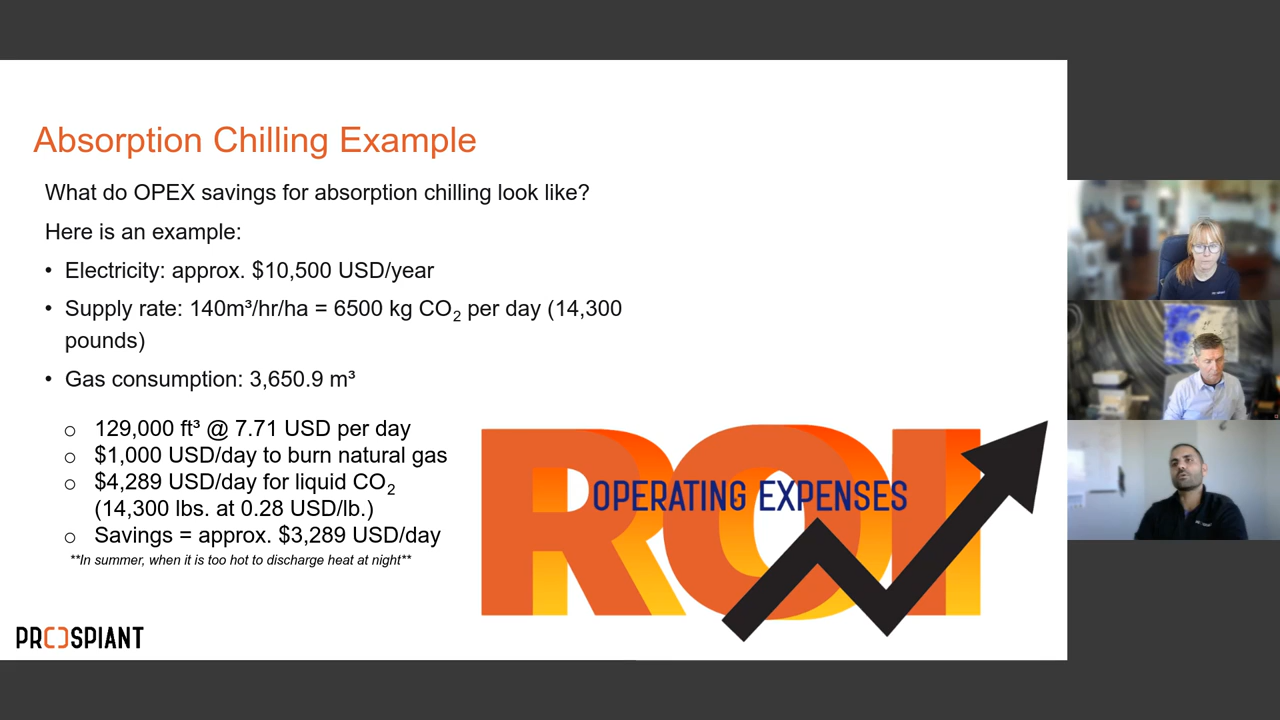 Absorption Chilling Example
What do OPEX savings for absorption chilling look like?
Here is an example:
• Electricity: approx. $10,500 USD/year
• Supply rate: 140m³/hr/ha = 6500 kg CO₂ per day (14,300
pounds)
• Gas consumption: 3,650.9 m³
o 129,000 ft³ @ 7.71 USD per day
o $1,000 USD/day to burn natural gas
o $4,289 USD/day for liquid CO₂
(14,300 lbs. at 0.28 USD/lb.)
o Savings = approx. $3,289 USD/day
**In summer, when it is too hot to discharge heat at night**
ROI
OPERATING EXPENSES
PROSPIANT